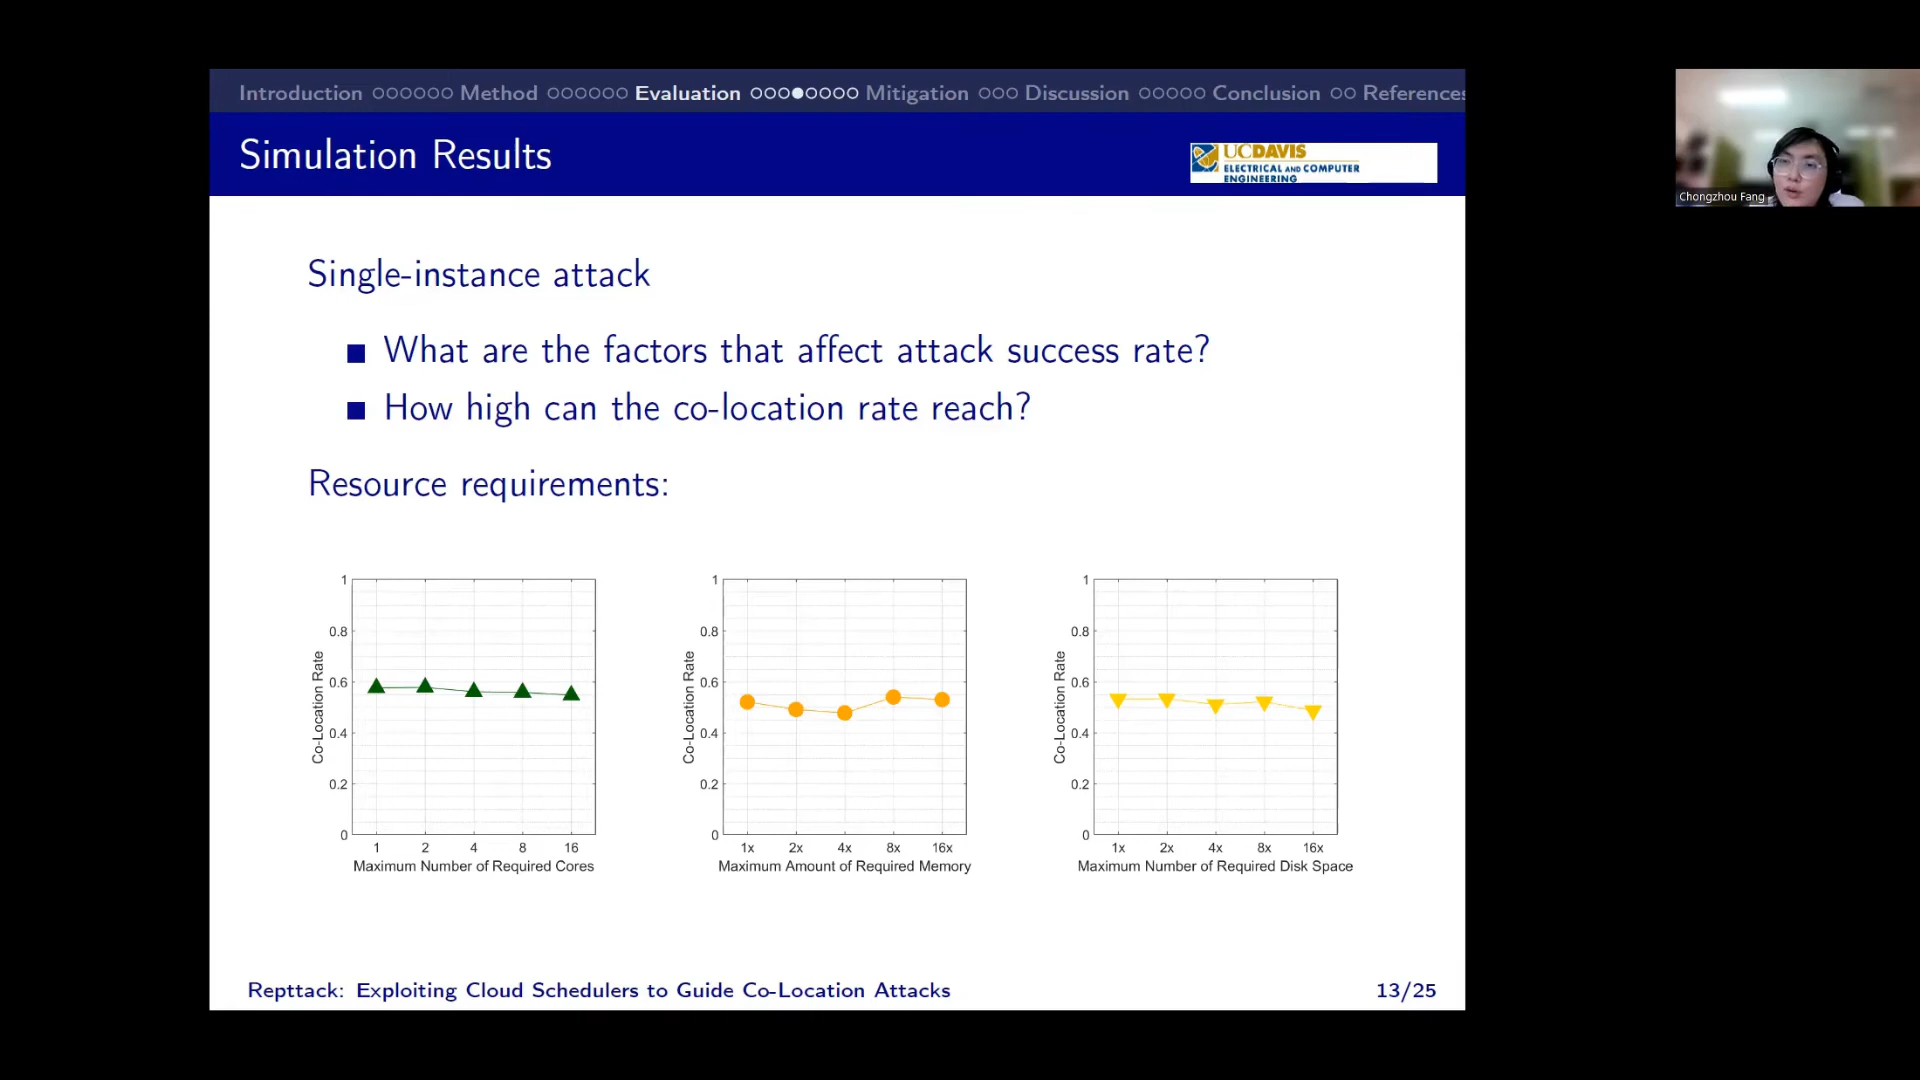 Introduction Method Evaluation Mitigation Discussion Conclusion References
Simulation Results
UCDAVIS
ELECTRICAL AND COMPUTER
ENGINEERING
Chongzhou Fang
Single-instance attack
What are the factors that affect attack success rate?
How high can the co-location rate reach?
Resource requirements:
Co-Location Rate
1
0.8
0.6
0.4
0.2
0
1 2 4 8 16
Maximum Number of Required Cores
Co-Location Rate
1
0.8
0.6
0.4
0.2
0
1x 2x 4x 8x 16x
Maximum Amount of Required Memory
Co-Location Rate
1
0.8
0.6
0.4
0.2
0
1x 2x 4x 8x 16x
Maximum Number of Required Disk Space
Repttack: Exploiting Cloud Schedulers to Guide Co-Location Attacks
13/25